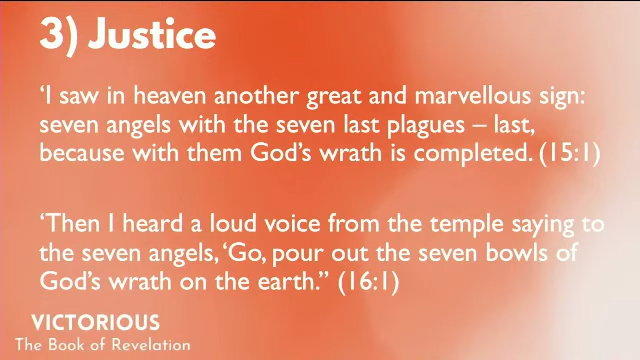 3) Justice
‘I saw in heaven another great and marvellous sign:
seven angels with the seven last plagues – last,
because with them God’s wrath is completed. (15:1)
‘Then I heard a loud voice from the temple saying to
the seven angels, ‘Go, pour out the seven bowls of
God’s wrath on the earth.’’ (16:1)
VICTORIOUS
The Book of Revelation